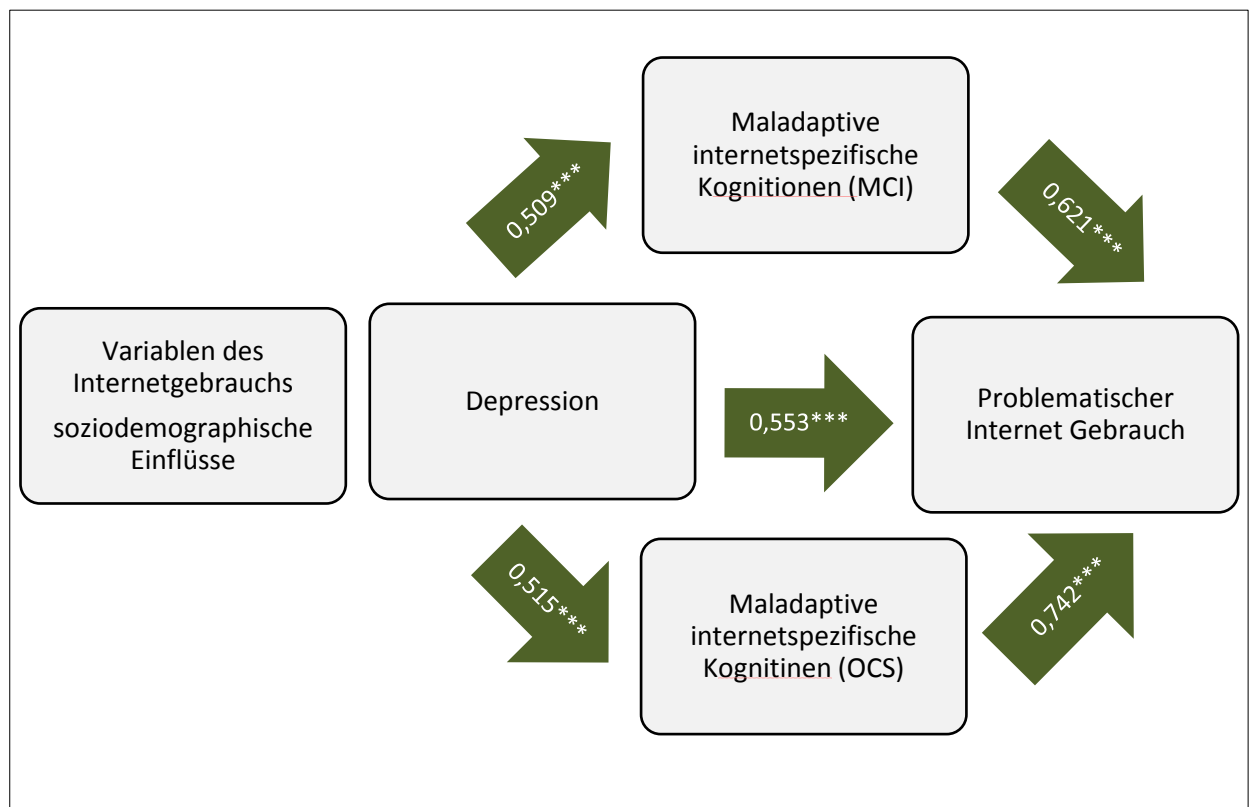 Maladaptive
internetspezifische
Kognitionen (MCI)
0,509***
0,621***
Variablen des
Internetgebrauchs
soziodemographische
Einflüsse
Depression
0,553***
Problematischer
Internet Gebrauch
0,515***
Maladaptive
internetspezifische
Kognitinen (OCS)
0,742***